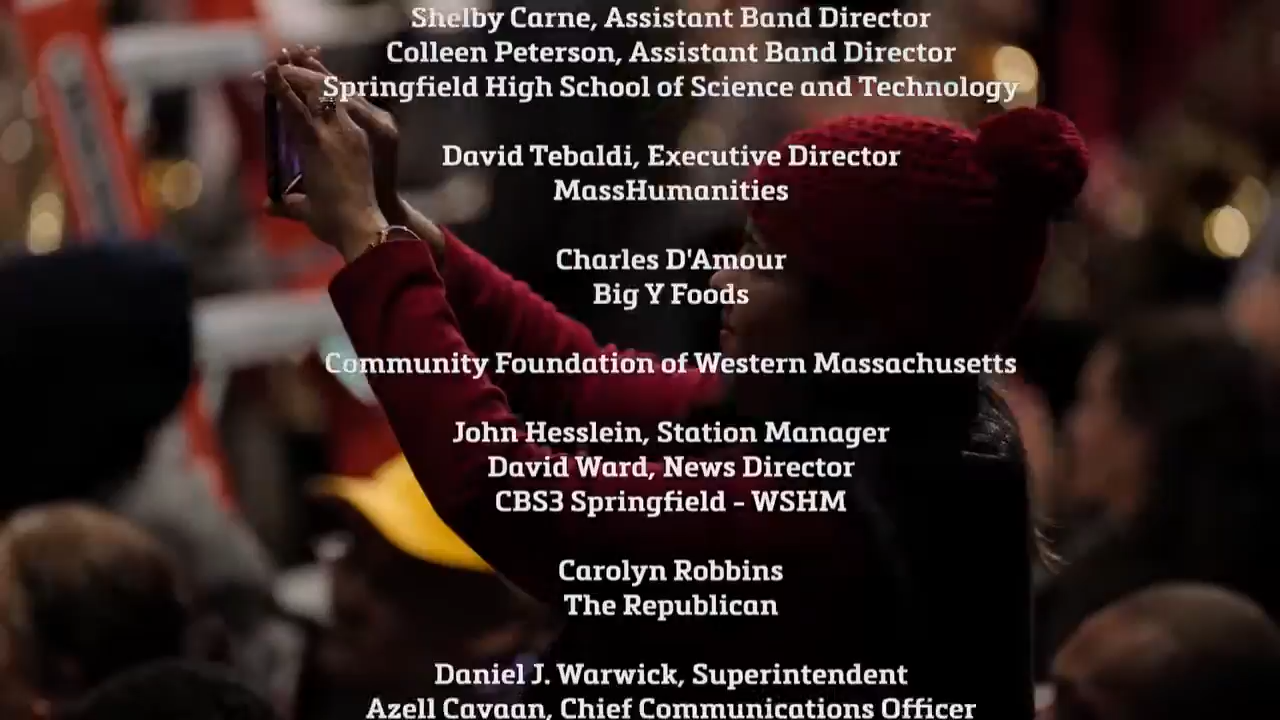 Shelby Carne, Assistant Band Director
Colleen Peterson, Assistant Band Director
Springfield High School of Science and Technology
David Tebaldi, Executive Director
MassHumanities
Charles D'Amour
Big Y Foods
Community Foundation of Western Massachusetts
John Hesslein, Station Manager
David Ward, News Director
CBS3 Springfield - WSHM
Carolyn Robbins
The Republican
Daniel J. Warwick, Superintendent
Azell Cavaan, Chief Communications Officer